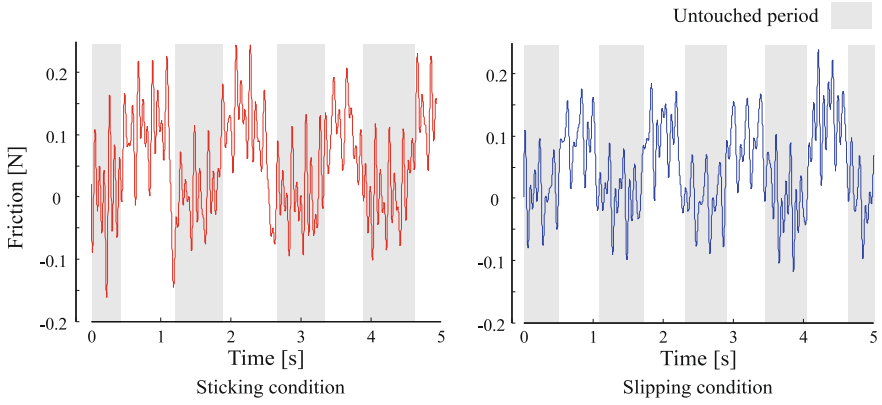 Untouched period
0.2
0.1
0
-0.1
-0.2
Friction [N]
0 1 2 3 4 5
Time [s]
Sticking condition
0.2
0.1
0
-0.1
-0.2
0 1 2 3 4 5
Time [s]
Slipping condition